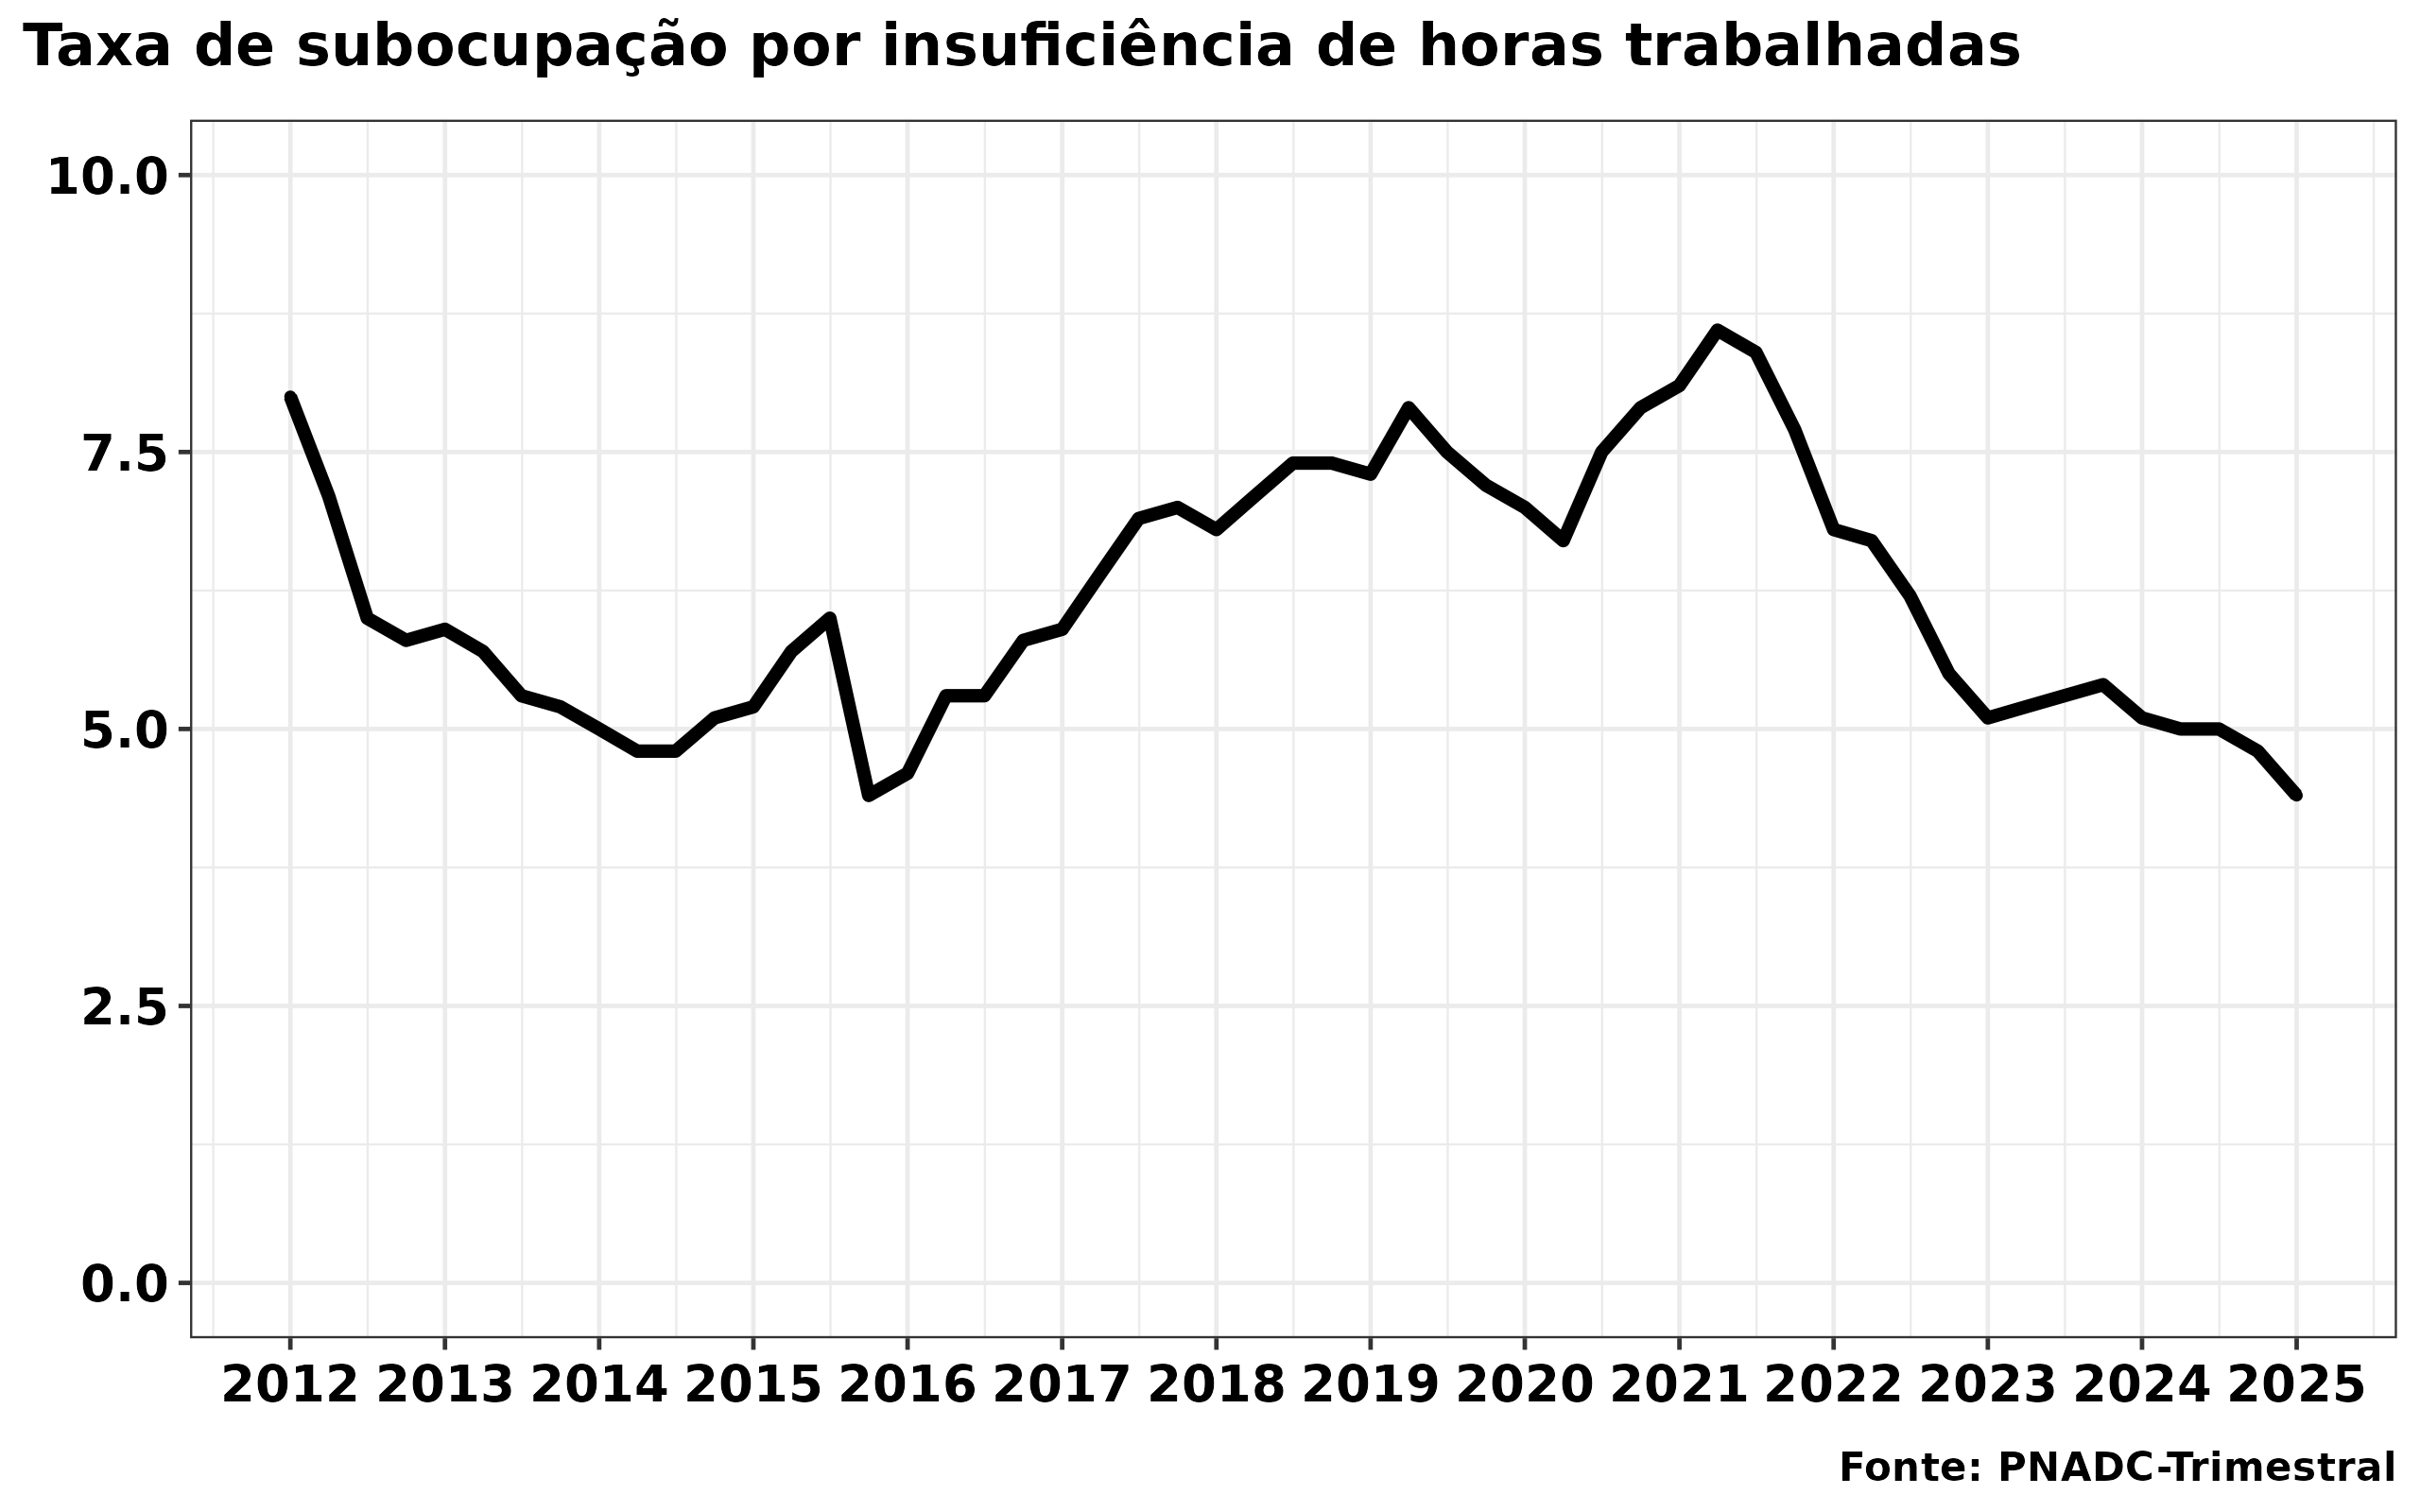 Taxa de subocupação por insuficiência de horas trabalhadas
10.0
7.5
5.0
2.5
0.0
2012 2013 2014 2015 2016 2017 2018 2019 2020 2021 2022 2023 2024 2025
Fonte: PNADC-Trimestral